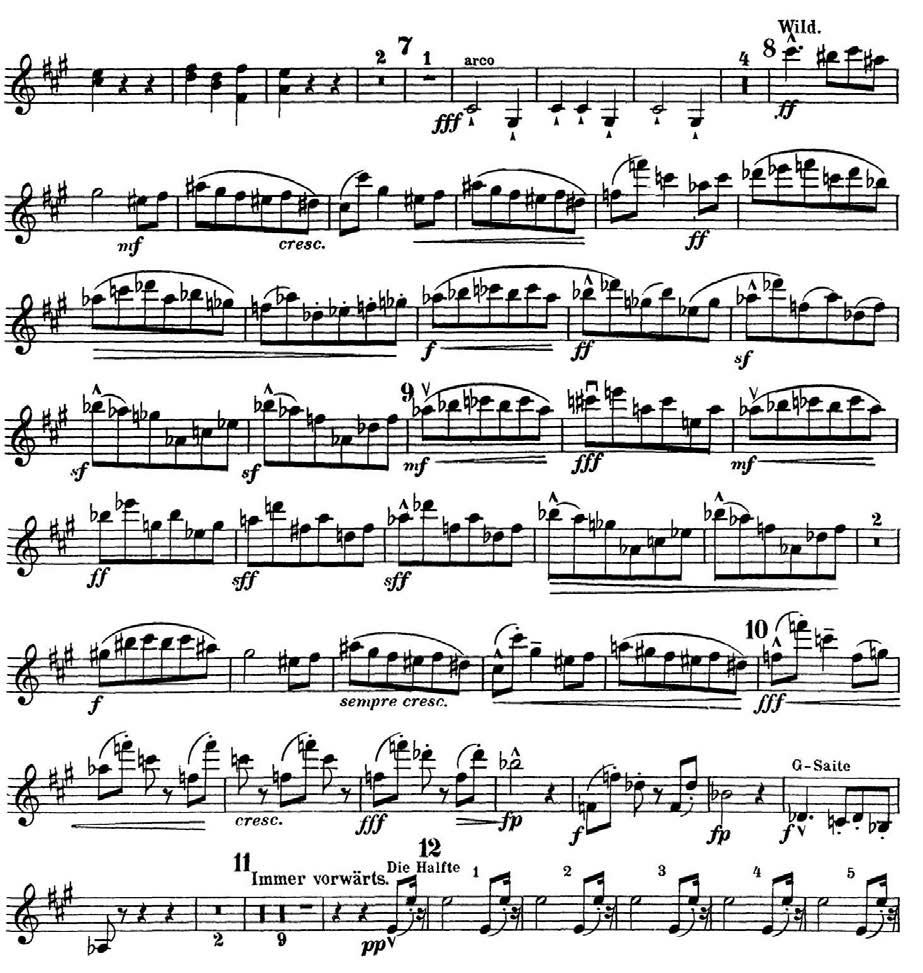 7 Wild.
2 1 arco 4 8
fff ff
mf cresc. ff
f ff sf
9
sf sf mf fff mf
2
ff sff sff
10
f sempre cresc. fff
G-Saite
cresc. fff fp f fp f
11 12
Immer vorwärts. Die Halfte 1 2 3 4 5
2 9 pp